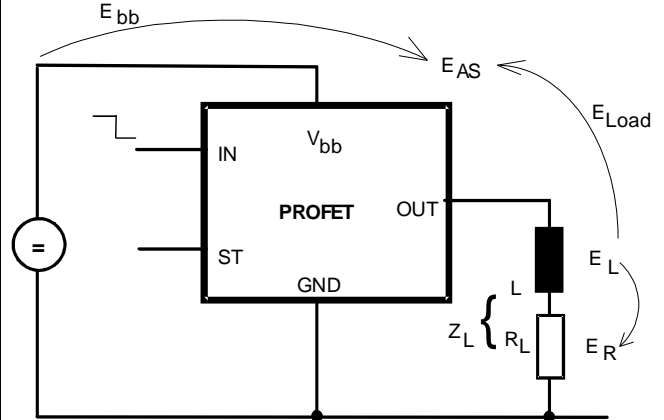 E bb
E AS
E Load
V bb
IN
PROFET
OUT
=
ST
GND
L
E L
Z L { R L
E R